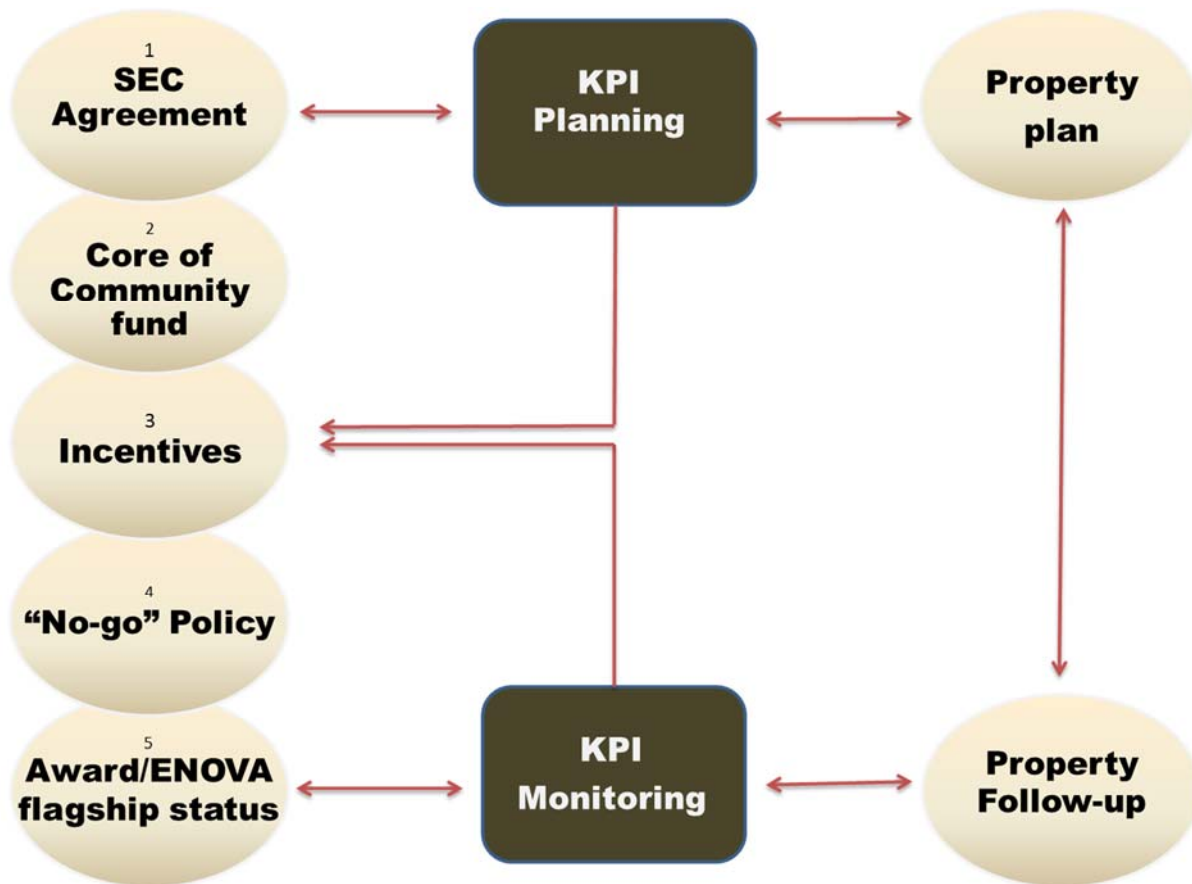 1
SEC
Agreement
2
Core of
Community
fund
3
Incentives
4
“No-go” Policy
5
Award/ENOVA
flagship status
KPI
Planning
KPI
Monitoring
Property
plan
Property
Follow-up